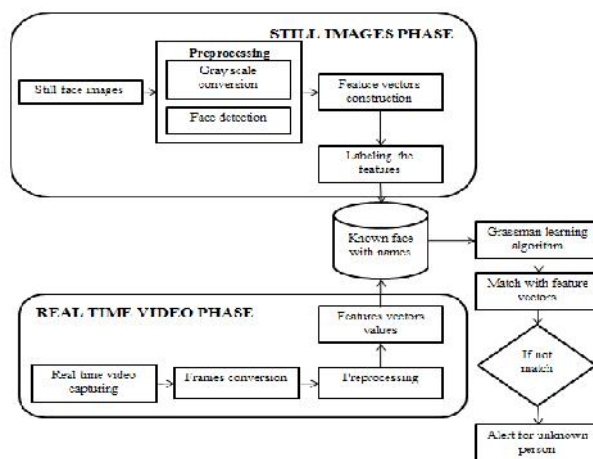 STILL IMAGES PHASE
Preprocessing
Gray scale
conversion
Face detection
Still face images
Feature vectors
construction
Labeling the
features
Known face
with names
Grassman learning
algorithm
Match with feature
vectors
If not
match
Alert for unknown
person
REAL TIME VIDEO PHASE
Features vectors
values
Real time video
capturing
Frames conversion
Preprocessing